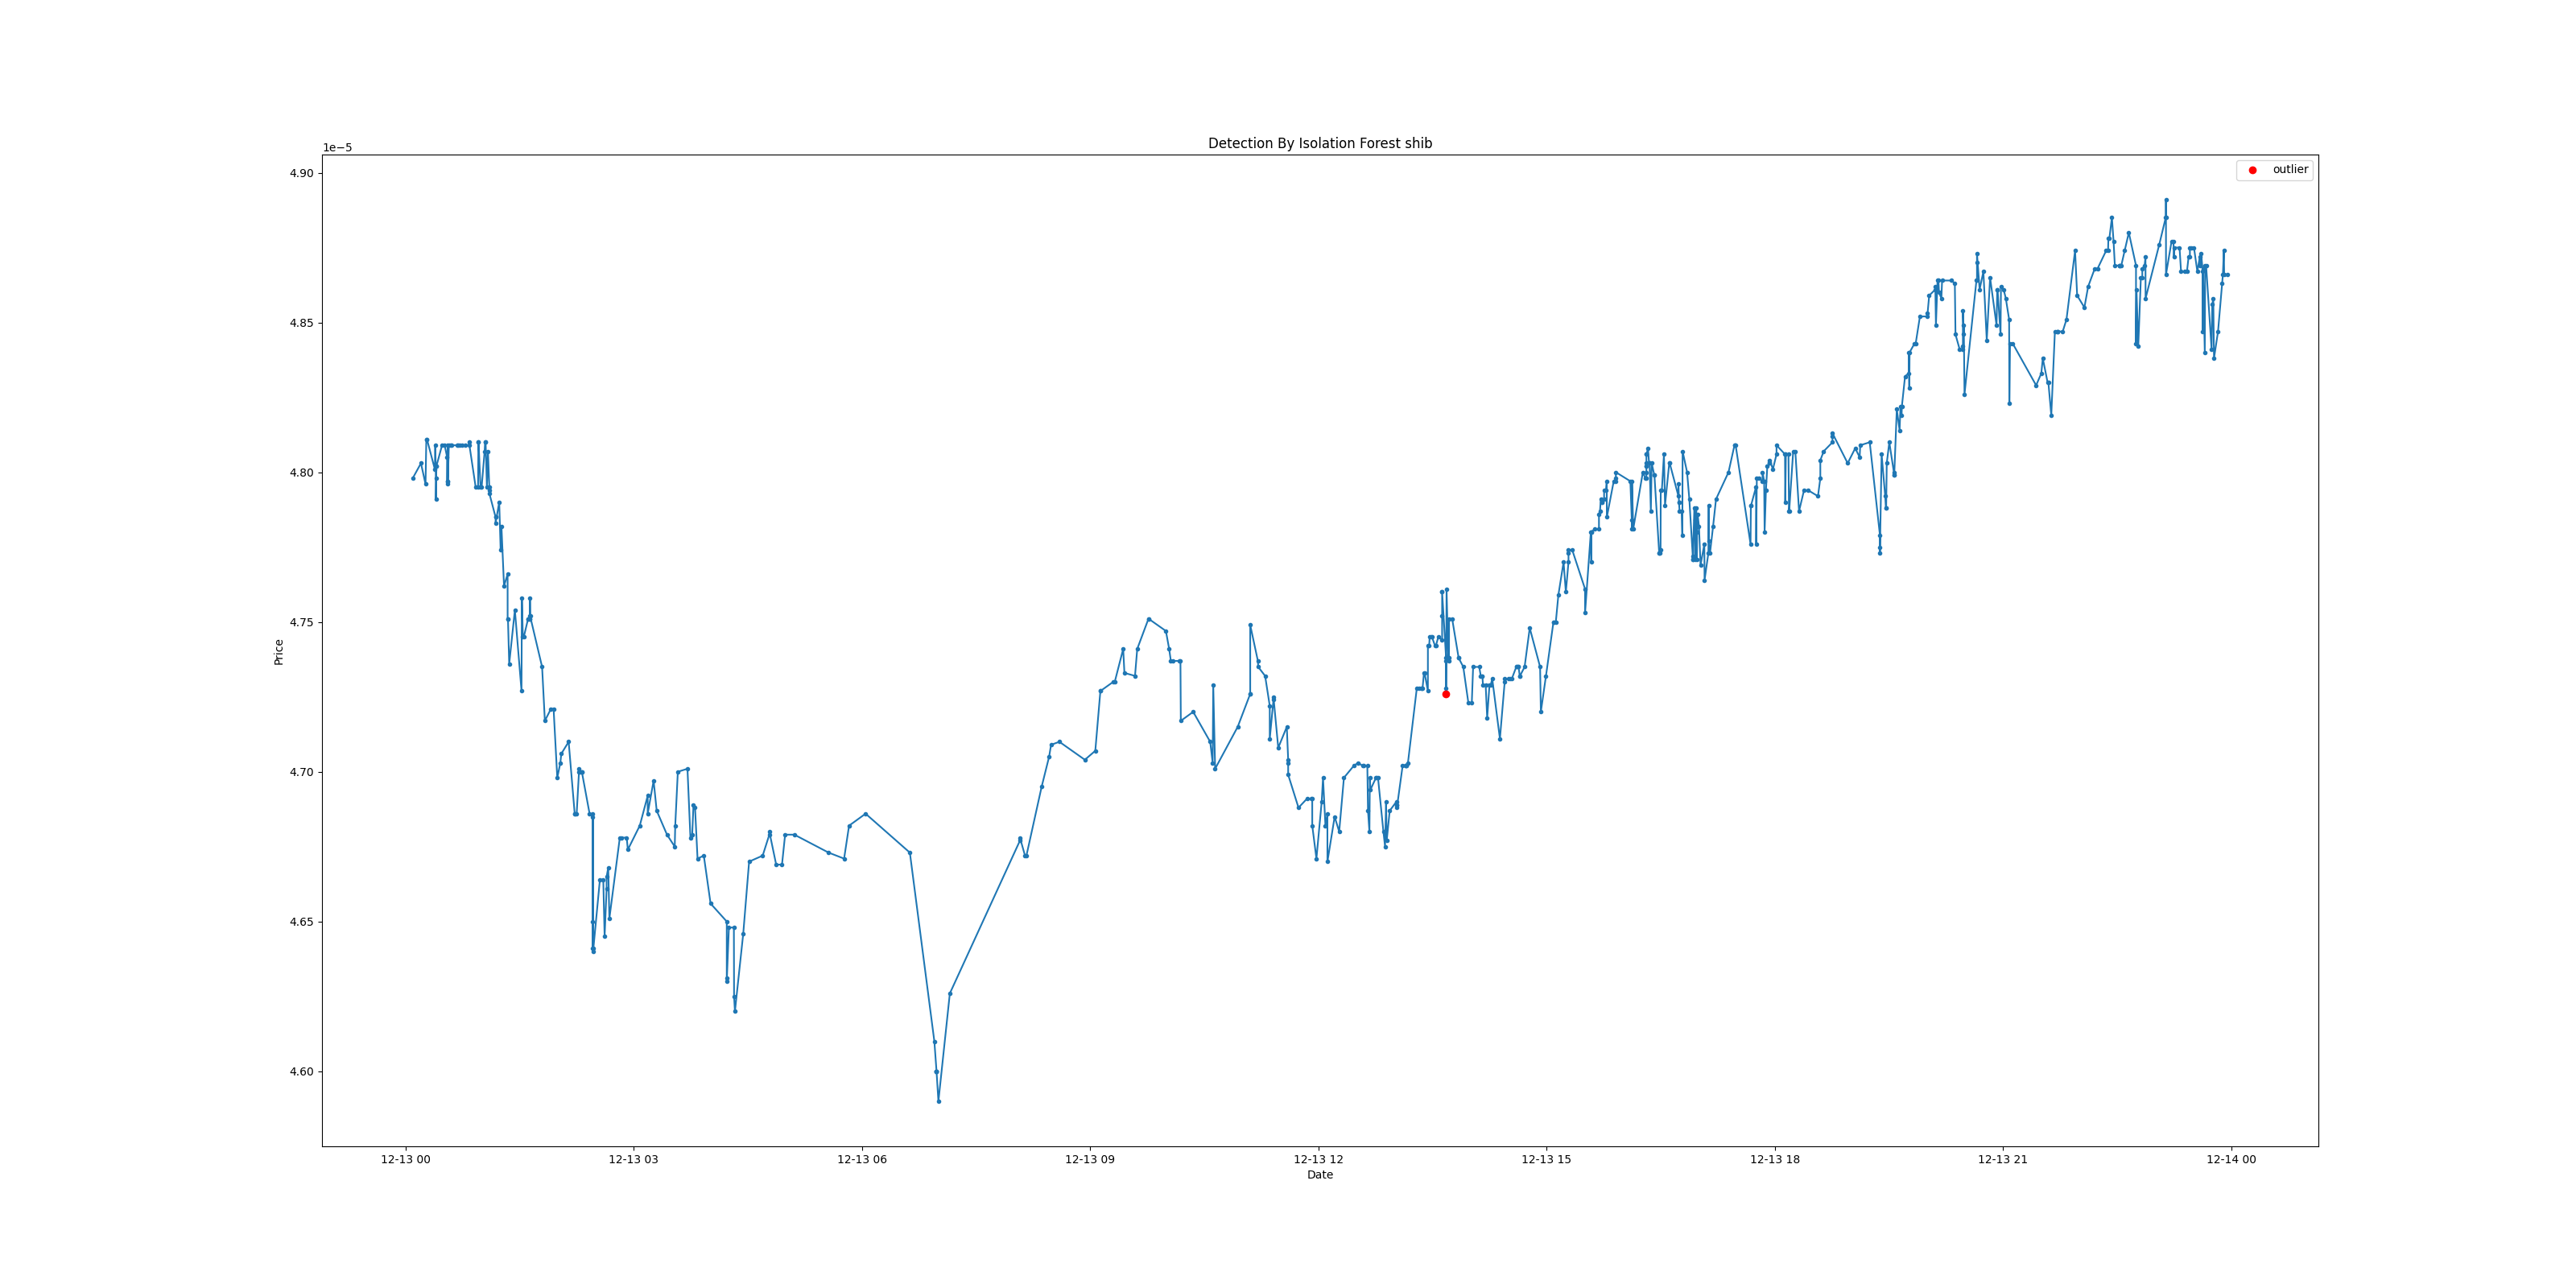 Detection By Isolation Forest shib
1e−5
outlier
4.90
4.85
4.80
4.75
4.70
4.65
4.60
Price
12-13 00 12-13 03 12-13 06 12-13 09 12-13 12 12-13 15 12-13 18 12-13 21 12-14 00
Date